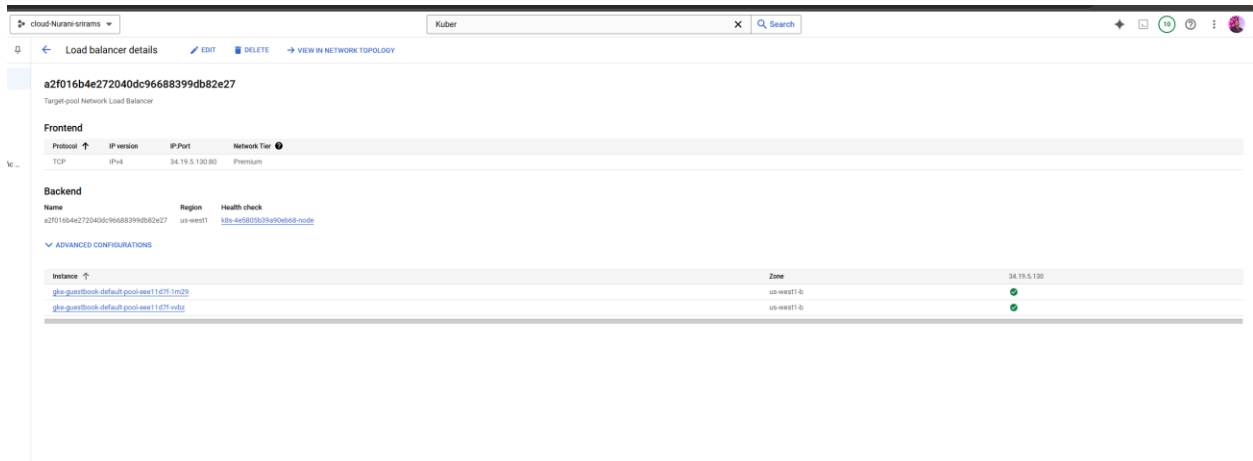 cloud-Nurani-srirams Kuber Search 10
Load balancer details EDIT DELETE VIEW IN NETWORK TOPOLOGY
a2f016b4e272040dc96688399db82e27
Target-pool Network Load Balancer
Frontend
Protocol IP version IP:Port Network Tier
TCP IPv4 34.19.5.130:80 Premium
Backend
Name Region Health check
a2f016b4e272040dc96688399db82e27 us-west1 k8s-4e5805b39a90eb68-node
ADVANCED CONFIGURATIONS
Instance Zone 34.19.5.130
gke-guestbook-default-pool-eee11d7f-1m29 us-west1-b
gke-guestbook-default-pool-eee11d7f-vvbz us-west1-b